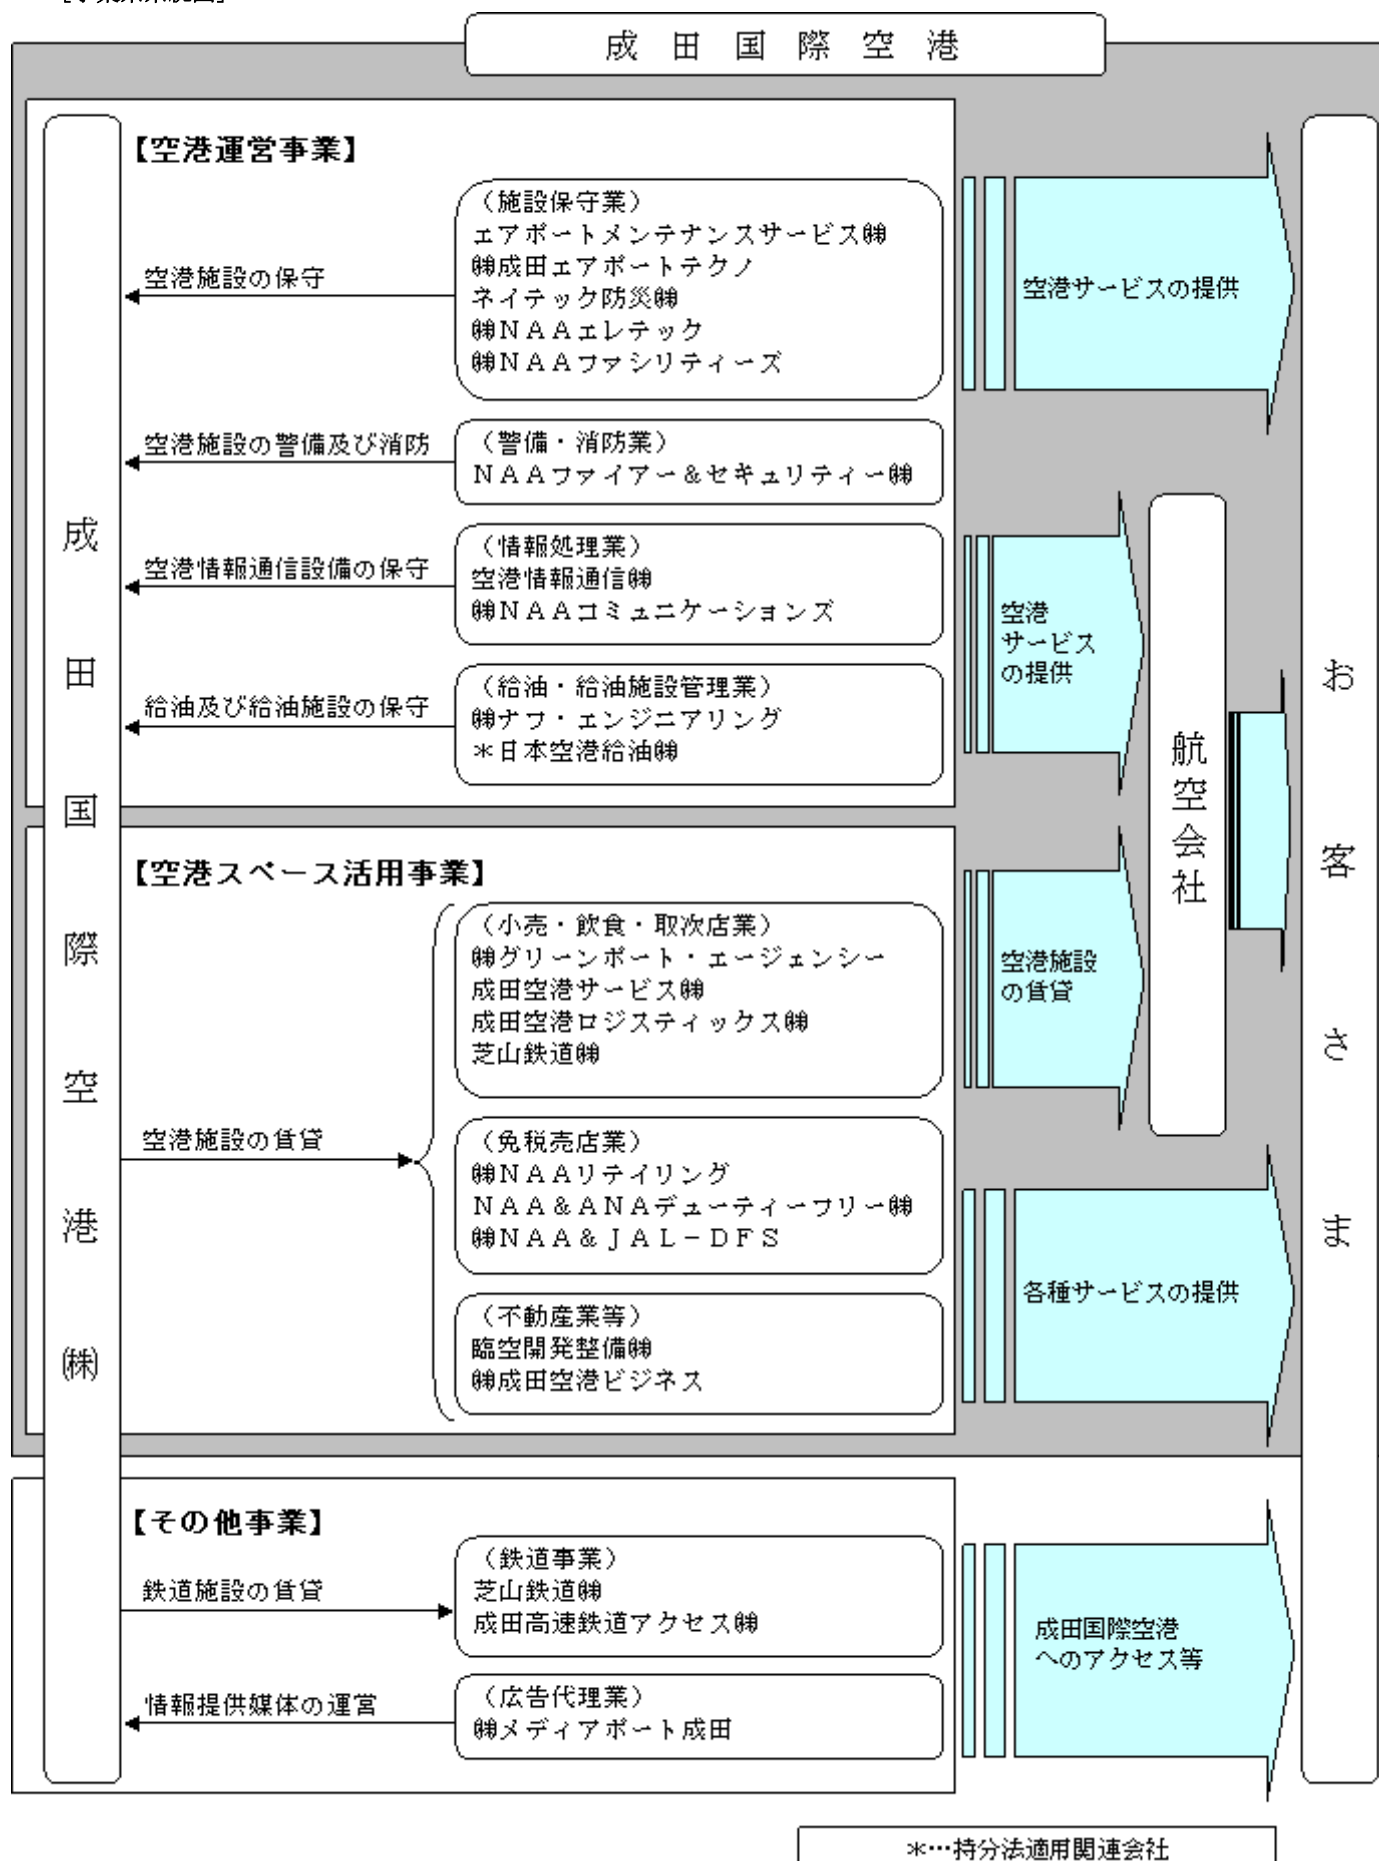 [事業系統図]
成田国際空港
成田国際空港㈱
【空港運営事業】
空港施設の保守
(施設保守業)
エアポートメンテナンスサービス㈱
㈱成田エアポートテクノ
ネイテック防災㈱
㈱NAAエレテック
㈱NAAファシリティーズ
空港施設の警備及び消防
(警備・消防業)
NAAファイアー&セキュリティー㈱
空港情報通信設備の保守
(情報処理業)
空港情報通信㈱
㈱NAAコミュニケーションズ
給油及び給油施設の保守
(給油・給油施設管理業)
㈱ナフ・エンジニアリング
*日本空港給油㈱
空港サービスの提供
空港
サービス
の提供
航空会社
お客さま
【空港スペース活用事業】
空港施設の賃貸
(小売・飲食・取次店業)
㈱グリーンポート・エージェンシー
成田空港サービス㈱
成田空港ロジスティックス㈱
芝山鉄道㈱
(免税売店業)
㈱NAAリテイリング
NAA&ANAデューティーフリー㈱
㈱NAA&JAL-DFS
(不動産業等)
臨空開発整備㈱
㈱成田空港ビジネス
空港施設
の賃貸
各種サービスの提供
【その他事業】
鉄道施設の賃貸
(鉄道事業)
芝山鉄道㈱
成田高速鉄道アクセス㈱
情報提供媒体の運営
(広告代理業)
㈱メディアポート成田
成田国際空港
へのアクセス等
*…持分法適用関連会社